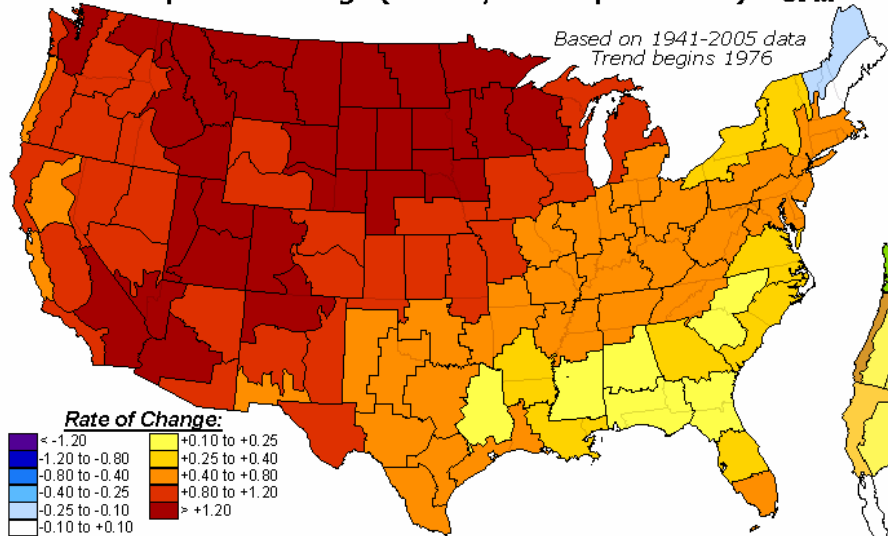 Based on 1941-2005 data
Trend begins 1976
Rate of Change:
< -1.20
-1.20 to -0.80
-0.80 to -0.40
-0.40 to -0.25
-0.25 to -0.10
-0.10 to +0.10
+0.10 to +0.25
+0.25 to +0.40
+0.40 to +0.80
+0.80 to +1.20
> +1.20